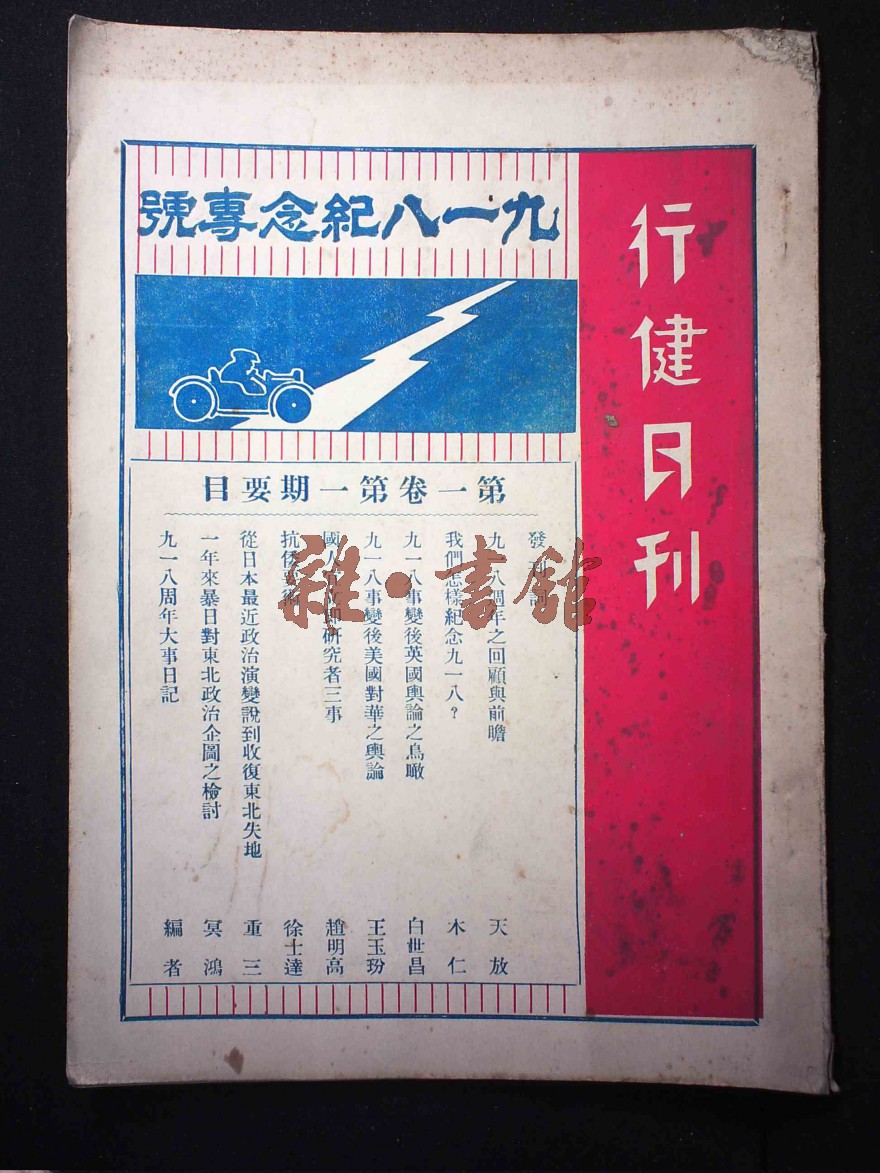 行健月刊
九一八紀念專號
第一卷第一期要目
發刊詞
九一八週年之回顧與前瞻 天放
我們怎樣紀念九一八？ 木仁
九一八事變後英國輿論之鳥瞰 白世昌
九一八事變後美國對華之輿論 王玉玢
國人研究者三事 趙明高
抗倭 徐士達
從日本最近政治演變說到收復東北失地 重三
一年來暴日對東北政治企圖之檢討 冥鴻
九一八周年大事日記 編者
雜·書館